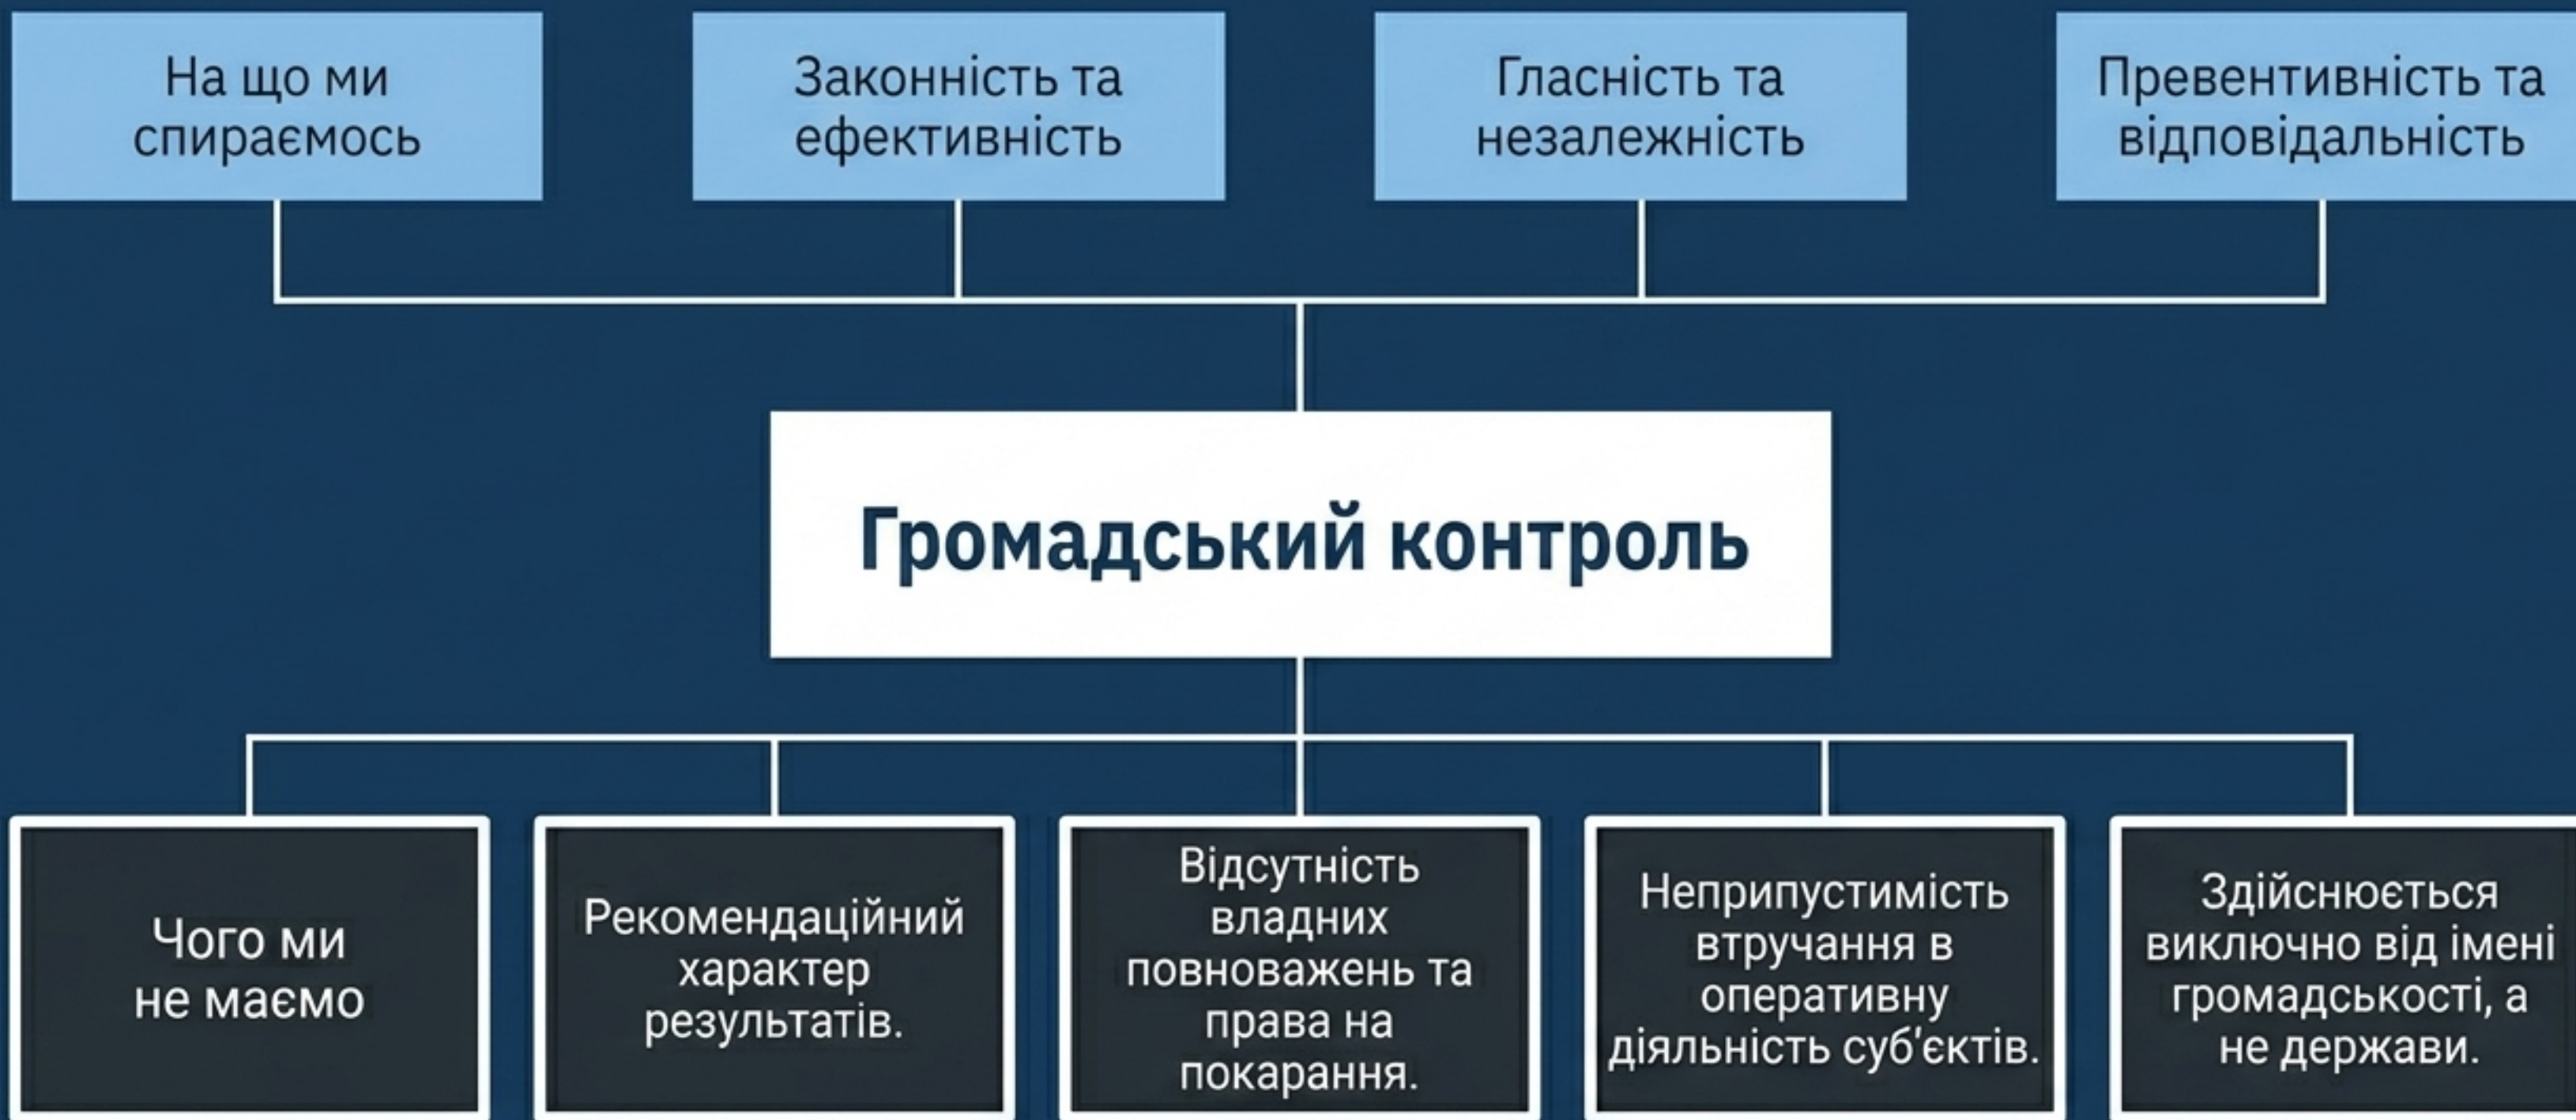 На що ми
спираємось
Законність та
ефективність
Гласність та
незалежність
Превентивність та
відповідальність
Громадський контроль
Чого ми
не маємо
Рекомендаційний
характер
результатів.
Відсутність
владних
повноважень та
права на
покарання.
Неприпустимість
втручання в
оперативну
діяльність суб'єктів.
Здійснюється
виключно від імені
громадськості, а
не держави.